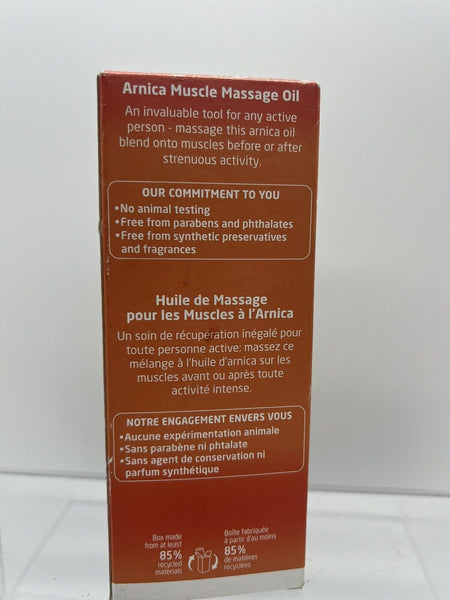 Arnica Muscle Massage Oil
An invaluable tool for any active
person - massage this arnica oil
blend onto muscles before or after
strenuous activity.
OUR COMMITMENT TO YOU
•No animal testing
•Free from parabens and phthalates
•Free from synthetic preservatives
and fragrances
Huile de Massage
pour les Muscles à l'Arnica
Un soin de récupération inégalé pour
toute personne active: massez ce
mélange à l'huile d'arnica sur les
muscles avant ou après toute
activité intense.
NOTRE ENGAGEMENT ENVERS VOUS
•Aucune expérimentation animale
•Sans parabène ni phtalate
•Sans agent de conservation ni
parfum synthétique
Box made
from at least
85%
recycled
materials
Boîte fabriquée
à partir d'au moins
85%
de matières
recyclées